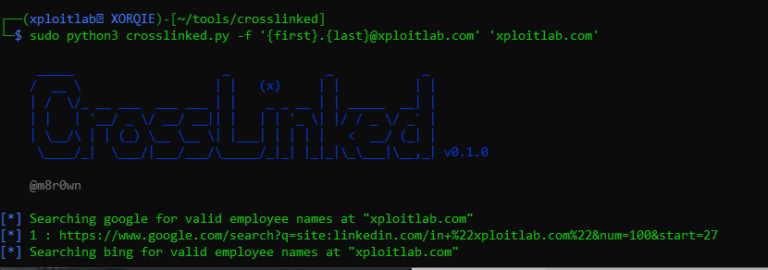 ┌──(xploitlab㉿XORQIE)-[~/tools/crosslinked]
└─$ sudo python3 crosslinked.py -f '{first}.{last}@xploitlab.com' 'xploitlab.com'
CrossLinked
(x)
v0.1.0
@m8r0wn
[*] Searching google for valid employee names at "xploitlab.com"
[*] 1 : https://www.google.com/search?q=site:linkedin.com/in+%22xploitlab.com%22&num=100&start=27
[*] Searching bing for valid employee names at "xploitlab.com"